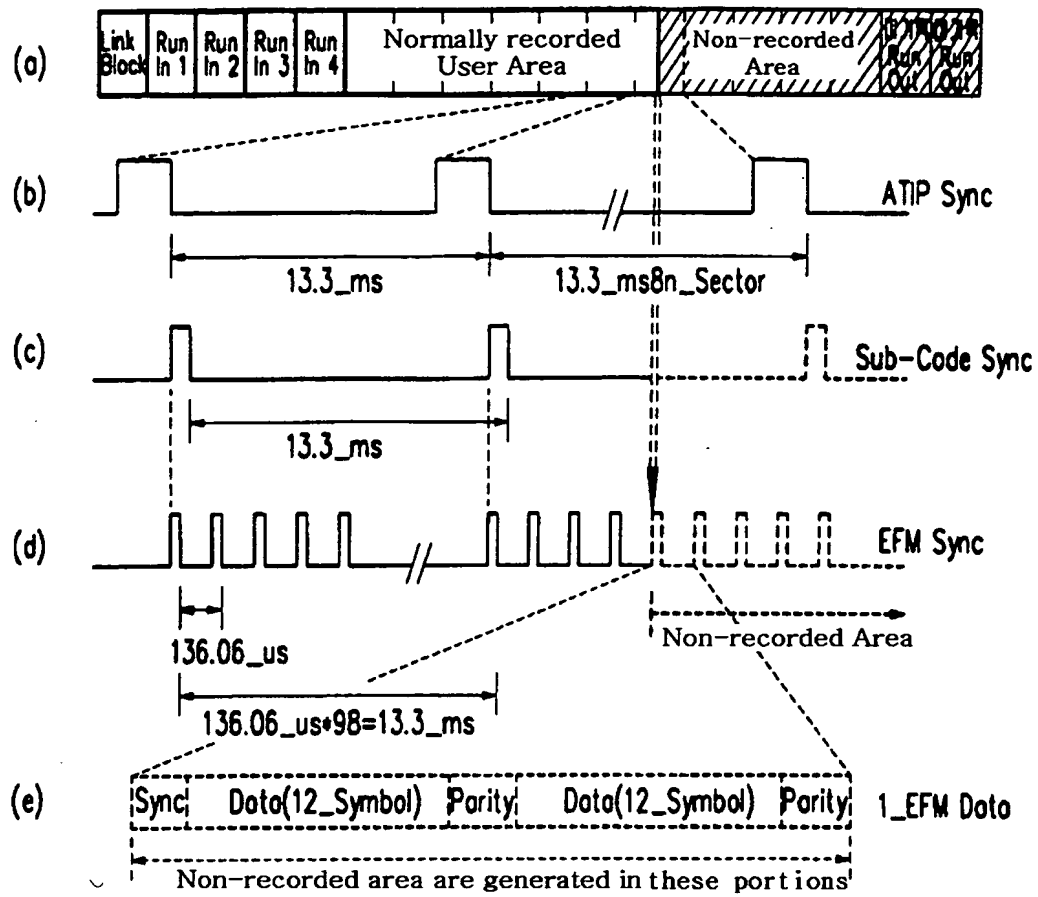 (a)
Link
Block
Run
In 1
Run
In 2
Run
In 3
Run
In 4
Normally recorded
User Area
Non-recorded
Area
Run
Out
Run
Out
(b)
ATIP Sync
13.3_ms
13.3_ms8n_Sector
(c)
Sub-Code Sync
13.3_ms
(d)
EFM Sync
136.06_us
Non-recorded Area
136.06_us*98=13.3_ms
(e)
Sync
Data(12_Symbol)
Parity
Data(12_Symbol)
Parity
1_EFM Data
Non-recorded area are generated in these portions